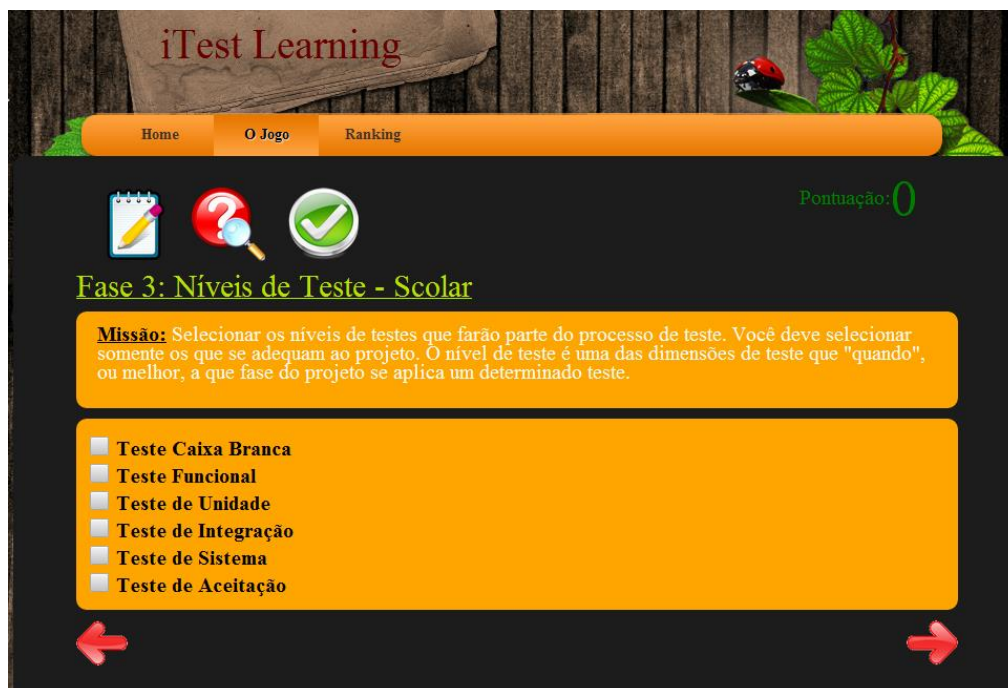 iTest Learning
Home O Jogo Ranking
Pontuação: 0
Fase 3: Níveis de Teste - Scolar
Missão: Selecionar os níveis de testes que farão parte do processo de teste. Você deve selecionar
somente os que se adequam ao projeto. O nível de teste é uma das dimensões de teste que "quando",
ou melhor, a que fase do projeto se aplica um determinado teste.
Teste Caixa Branca
Teste Funcional
Teste de Unidade
Teste de Integração
Teste de Sistema
Teste de Aceitação